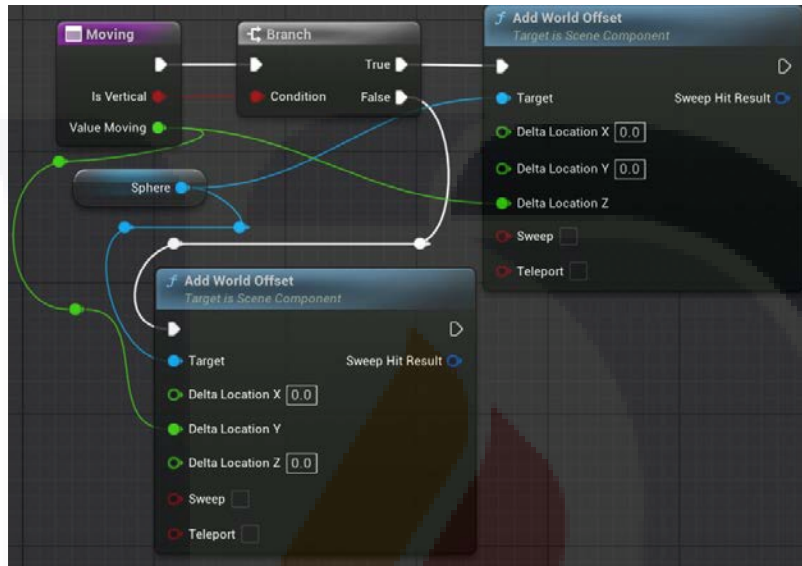 Moving
Is Vertical
Value Moving
Branch
True
Condition
False
Sphere
f Add World Offset
Target is Scene Component
Target
Sweep Hit Result
Delta Location X 0.0
Delta Location Y 0.0
Delta Location Z
Sweep
Teleport
f Add World Offset
Target is Scene Component
Target
Sweep Hit Result
Delta Location X 0.0
Delta Location Y
Delta Location Z 0.0
Sweep
Teleport